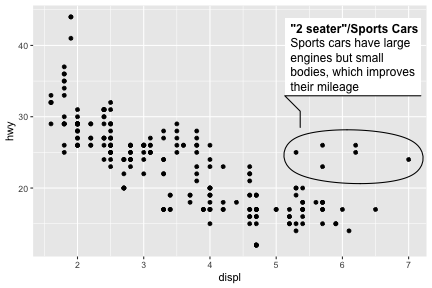 "2 seater"/Sports Cars
Sports cars have large
engines but small
bodies, which improves
their mileage
40
30
20
hwy
2
3
4
5
6
7
displ